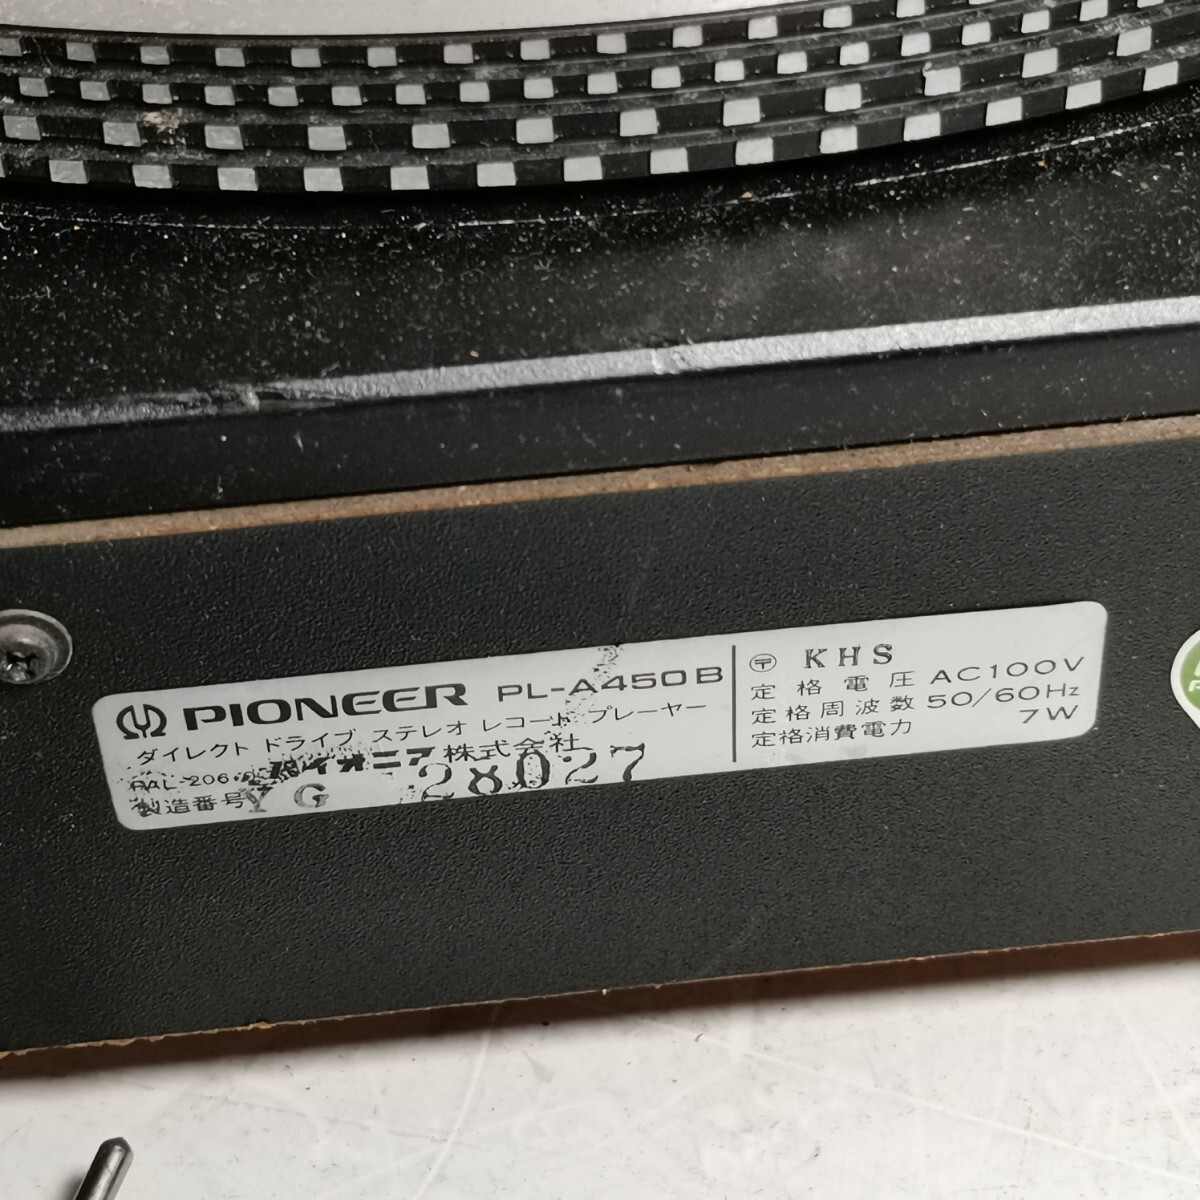 PIONEER PL-A450B
ダイレクト ドライブ ステレオ レコード プレーヤー
パイオニア株式会社
製造番号 YG 28027
〒 KHS
定格電圧 AC100V
定格周波数 50/60Hz
定格消費電力 7W